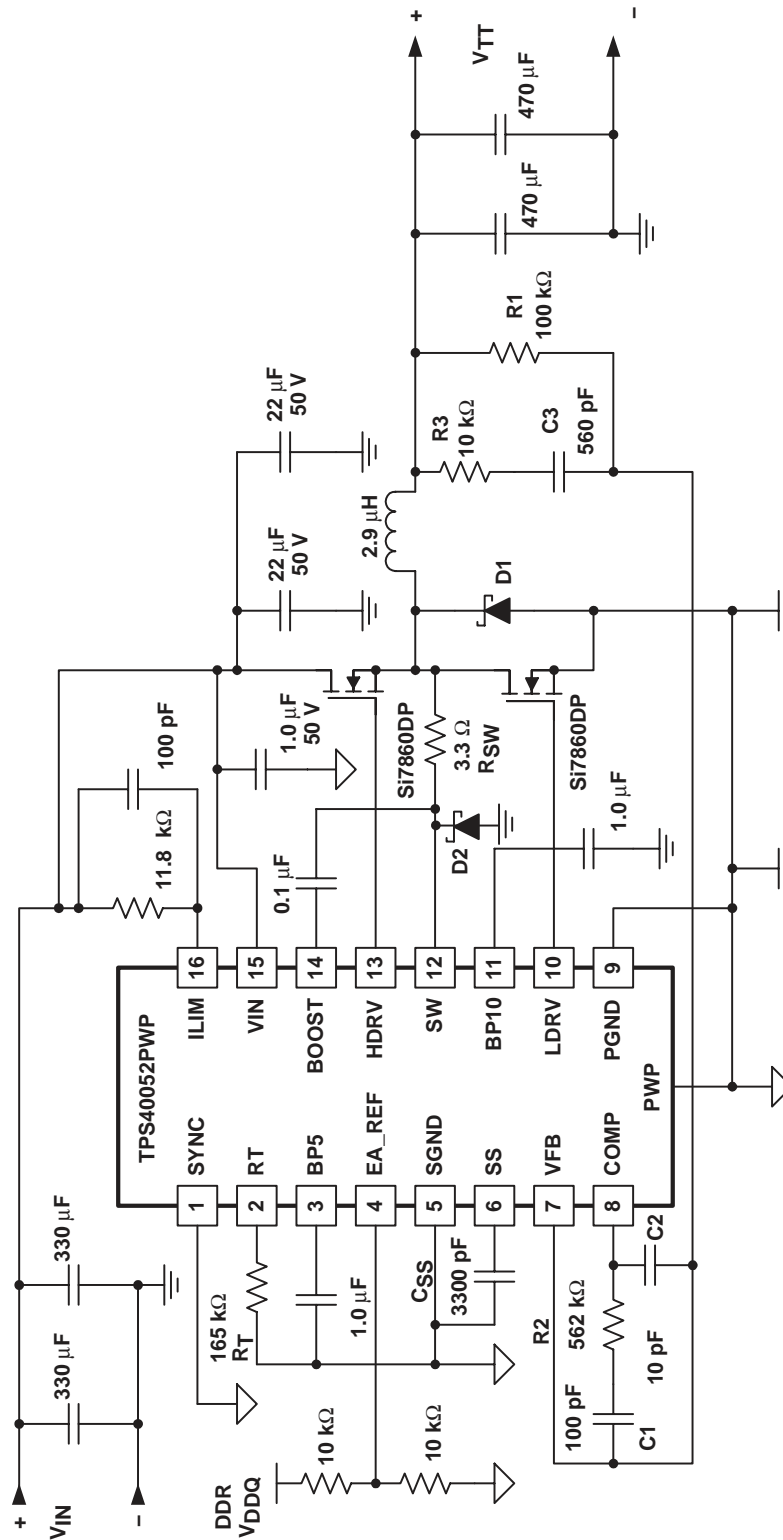 +
VIN
−
330 µF
330 µF
DDR
VDDQ
10 kΩ
10 kΩ
165 kΩ
RT
1.0 µF
CSS
3300 pF
R2
562 kΩ
10 pF
100 pF
C1
C2
TPS40052PWP
1
SYNC
2
RT
3
BP5
4
EA_REF
5
SGND
6
SS
7
VFB
8
COMP
PWP
16
ILIM
15
VIN
14
BOOST
13
HDRV
12
SW
11
BP10
10
LDRV
9
PGND
11.8 kΩ
100 pF
1.0 µF
50 V
0.1 µF
Si7860DP
3.3 Ω
RSW
D2
Si7860DP
1.0 µF
22 µF
50 V
22 µF
50 V
2.9 µH
D1
R3
10 kΩ
C3
560 pF
R1
100 kΩ
470 µF
470 µF
+
VTT
−